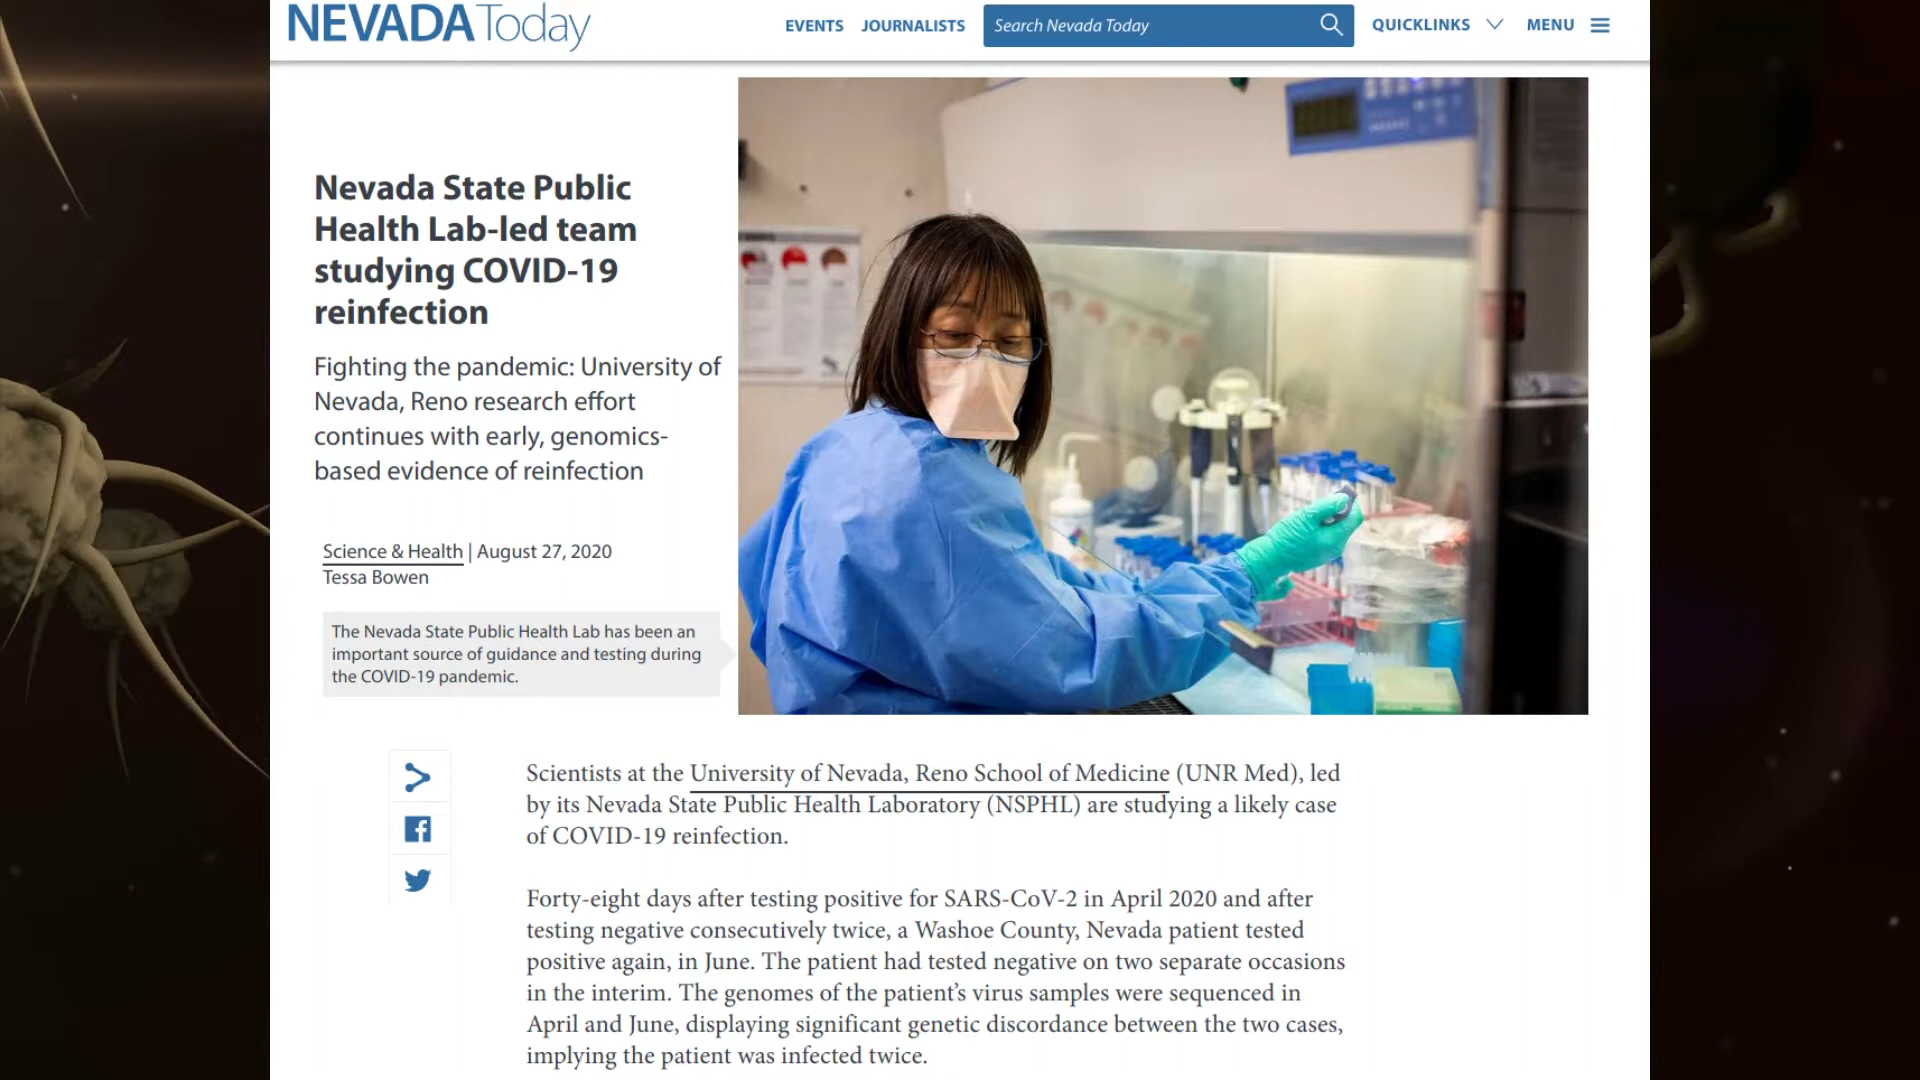 NEVADA Today
EVENTS JOURNALISTS Search Nevada Today QUICKLINKS MENU
Nevada State Public
Health Lab-led team
studying COVID-19
reinfection
Fighting the pandemic: University of
Nevada, Reno research effort
continues with early, genomics-
based evidence of reinfection
Science & Health | August 27, 2020
Tessa Bowen
The Nevada State Public Health Lab has been an
important source of guidance and testing during
the COVID-19 pandemic.
Scientists at the University of Nevada, Reno School of Medicine (UNR Med), led
by its Nevada State Public Health Laboratory (NSPHL) are studying a likely case
of COVID-19 reinfection.
Forty-eight days after testing positive for SARS-CoV-2 in April 2020 and after
testing negative consecutively twice, a Washoe County, Nevada patient tested
positive again, in June. The patient had tested negative on two separate occasions
in the interim. The genomes of the patient’s virus samples were sequenced in
April and June, displaying significant genetic discordance between the two cases,
implying the patient was infected twice.